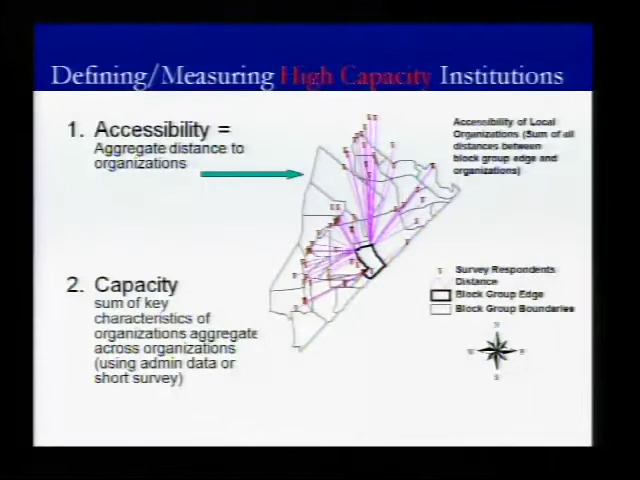 Defining/Measuring High Capacity Institutions
1. Accessibility =
Aggregate distance to
organizations
2. Capacity
sum of key
characteristics of
organizations aggregate
across organizations
(using admin data or
short survey)
Accessibility of Local
Organizations (Sum of all
distances between
block group edge and
organizations)
Survey Respondents
Distance
Block Group Edge
Block Group Boundaries
N
W
E
S